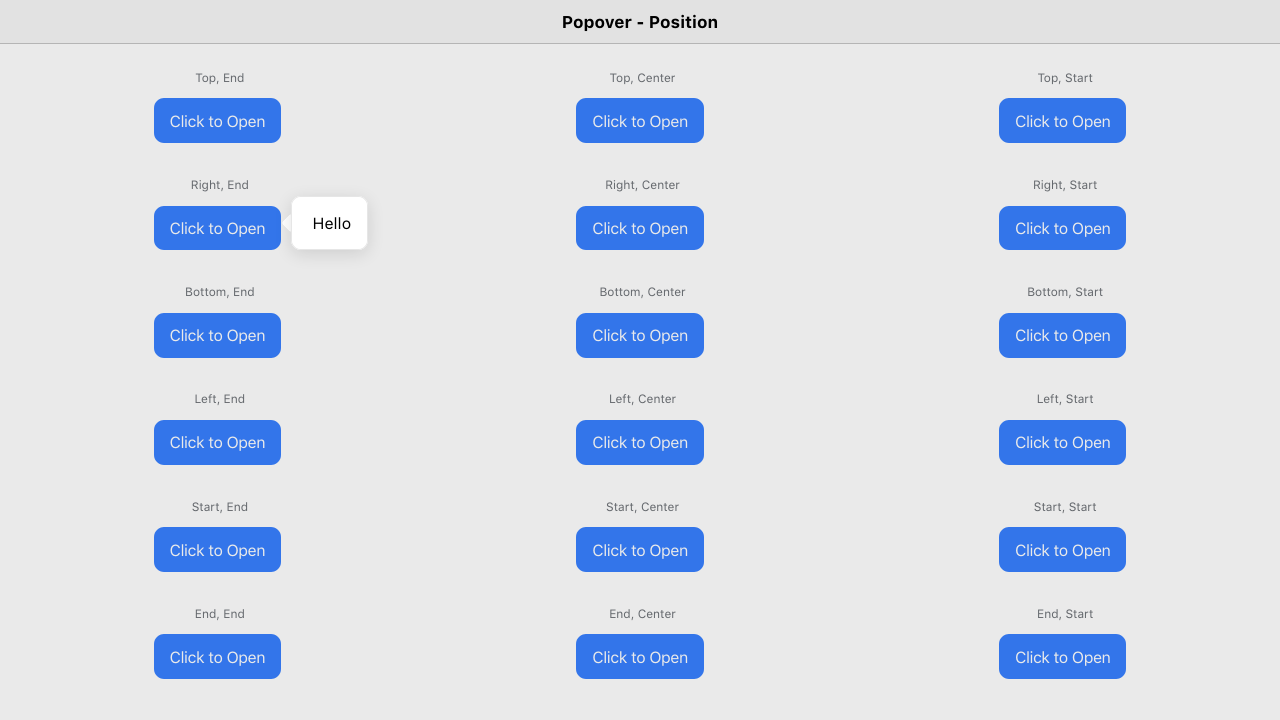 Popover - Position
Top, End
Top, Center
Top, Start
Click to Open
Click to Open
Click to Open
Right, End
Right, Center
Right, Start
Click to Open
Hello
Click to Open
Click to Open
Bottom, End
Bottom, Center
Bottom, Start
Click to Open
Click to Open
Click to Open
Left, End
Left, Center
Left, Start
Click to Open
Click to Open
Click to Open
Start, End
Start, Center
Start, Start
Click to Open
Click to Open
Click to Open
End, End
End, Center
End, Start
Click to Open
Click to Open
Click to Open